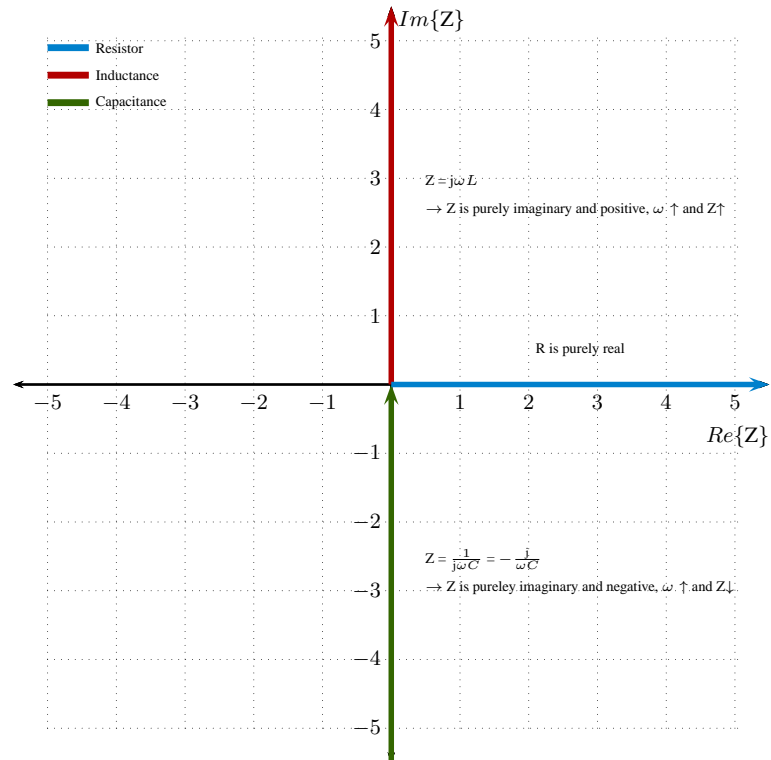 Im{Z}
5
Resistor
Inductance
Capacitance
4
3
Z = jωL
→ Z is purely imaginary and positive, ω ↑ and Z↑
2
1
R is purely real
−5 −4 −3 −2 −1 1 2 3 4 5
Re{Z}
−1
−2
Z = \frac{1}{jωC} = − \frac{j}{ωC}
→ Z is pureley imaginary and negative, ω ↑ and Z↓
−3
−4
−5